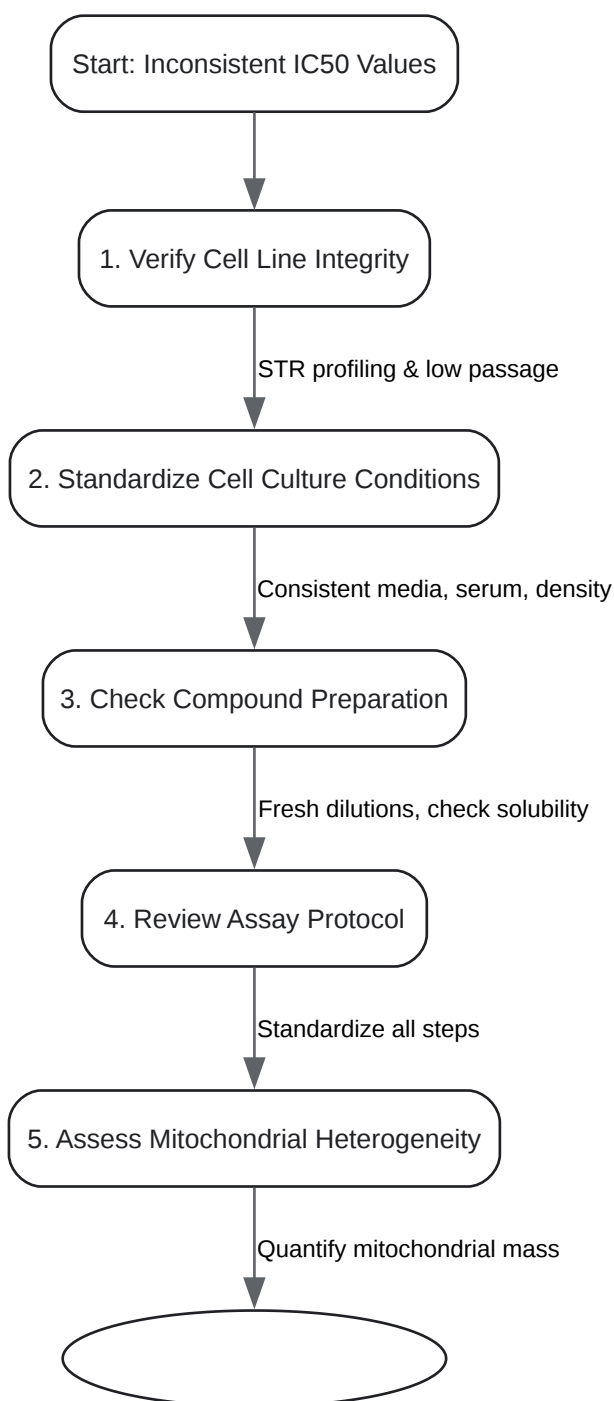 Start: Inconsistent IC50 Values
1. Verify Cell Line Integrity
STR profiling & low passage
2. Standardize Cell Culture Conditions
Consistent media, serum, density
3. Check Compound Preparation
Fresh dilutions, check solubility
4. Review Assay Protocol
Standardize all steps
5. Assess Mitochondrial Heterogeneity
Quantify mitochondrial mass